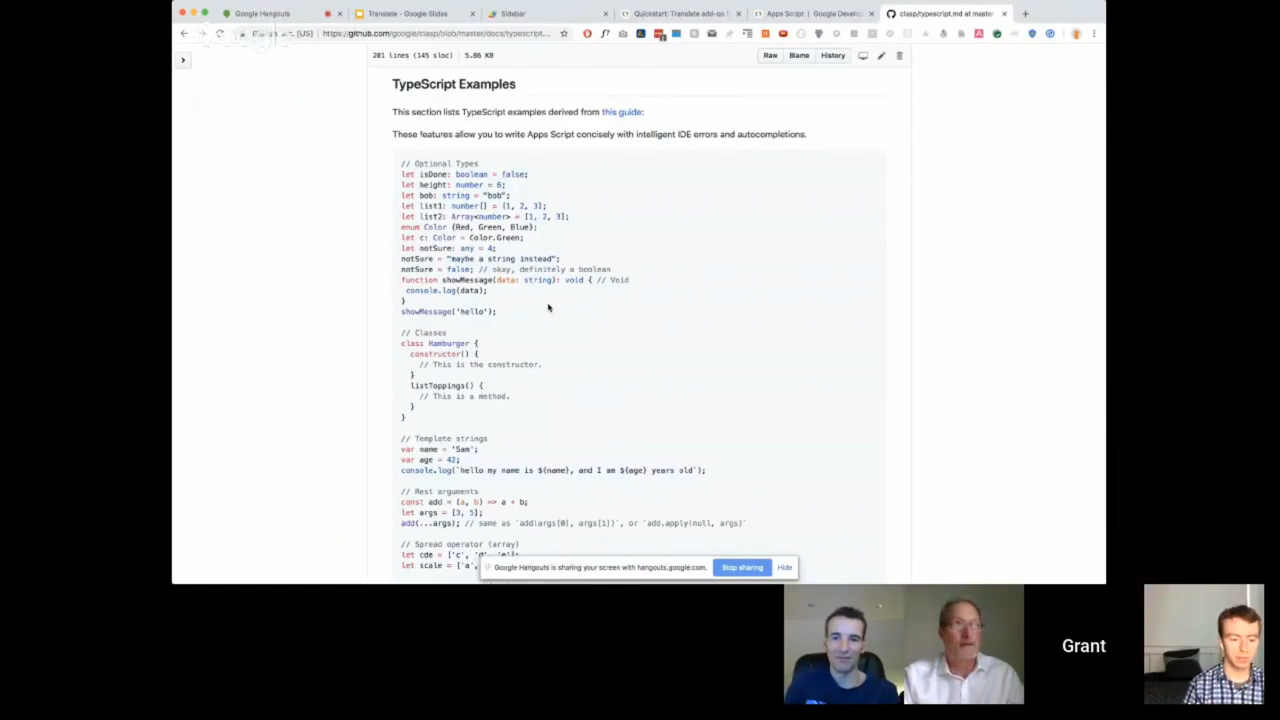 Google Hangouts
Translate - Google Slides
Sidebar
Quickstart: Translate add-on f
Apps Script | Google Develop
clasp/typescript.md at master
[US] https://github.com/google/clasp/blob/master/docs/typescript....
201 lines (145 sloc) 5.86 KB
Raw Blame History
TypeScript Examples
This section lists TypeScript examples derived from this guide:
These features allow you to write Apps Script concisely with intelligent IDE errors and autocompletions.
// Optional Types
let isDone: boolean = false;
let height: number = 6;
let bob: string = "bob";
let list1: number[] = [1, 2, 3];
let list2: Array<number> = [1, 2, 3];
enum Color {Red, Green, Blue};
let c: Color = Color.Green;
let notSure: any = 4;
notSure = "maybe a string instead";
notSure = false; // okay, definitely a boolean
function showMessage(data: string): void { // Void
console.log(data);
}
showMessage('hello');
// Classes
class Hamburger {
constructor() {
// This is the constructor.
}
listToppings() {
// This is a method.
}
}
// Template strings
var name = 'Sam';
var age = 42;
console.log(`hello my name is ${name}, and I am ${age} years old`);
// Rest arguments
const add = (a, b) => a + b;
let args = [3, 5];
add(...args); // same as `add(args[0], args[1])`, or `add.apply(null, args)`
// Spread operator (array)
let cde = ['c', 'd', 'e'];
let scale = ['a',
Google Hangouts is sharing your screen with hangouts.google.com.
Stop sharing
Hide
Grant